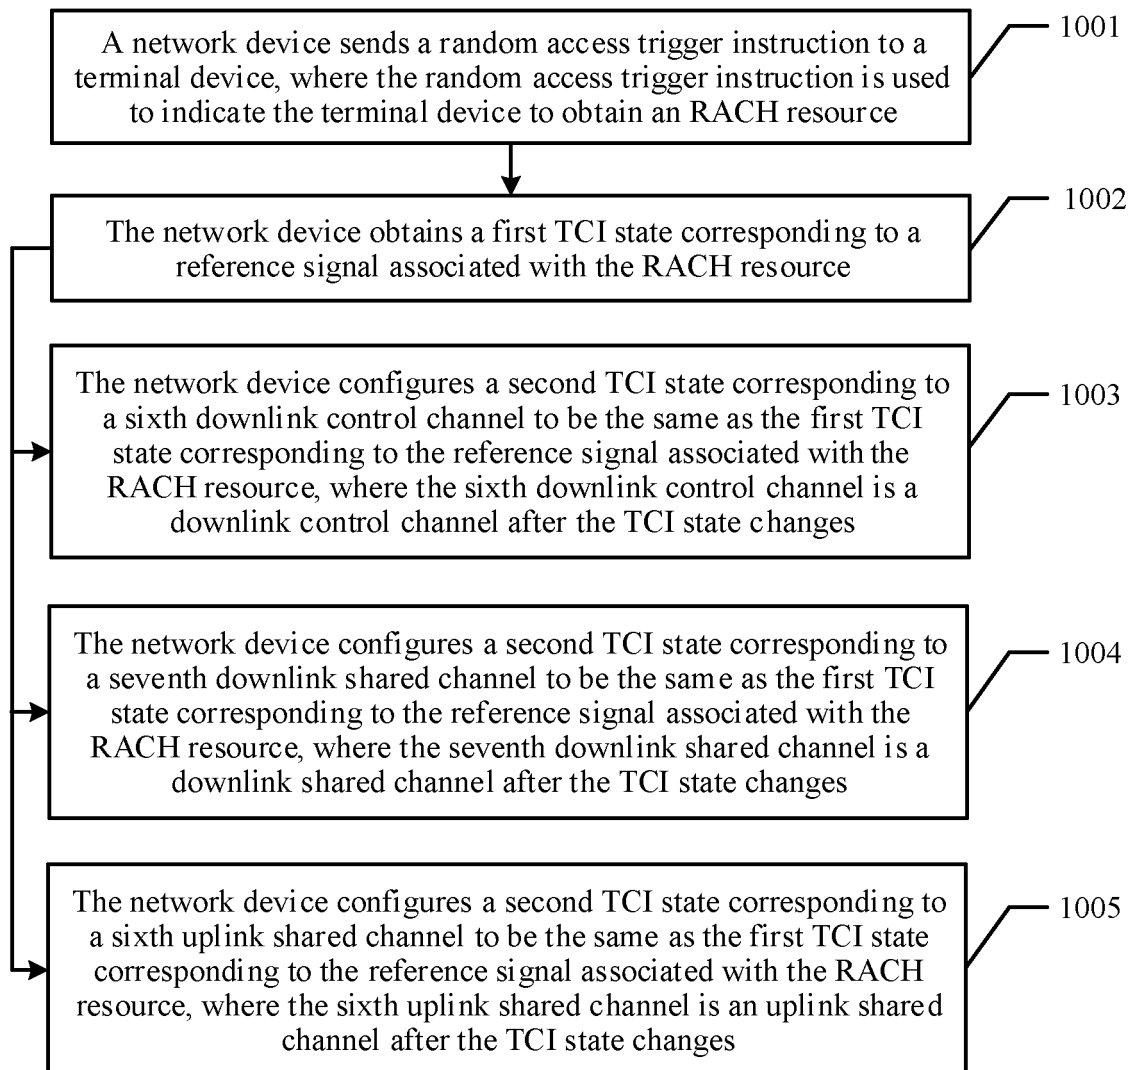 A network device sends a random access trigger instruction to a
terminal device, where the random access trigger instruction is used
to indicate the terminal device to obtain an RACH resource
1001
The network device obtains a first TCI state corresponding to a
reference signal associated with the RACH resource
1002
The network device configures a second TCI state corresponding to
a sixth downlink control channel to be the same as the first TCI
state corresponding to the reference signal associated with the
RACH resource, where the sixth downlink control channel is a
downlink control channel after the TCI state changes
1003
The network device configures a second TCI state corresponding to
a seventh downlink shared channel to be the same as the first TCI
state corresponding to the reference signal associated with the
RACH resource, where the seventh downlink shared channel is a
downlink shared channel after the TCI state changes
1004
The network device configures a second TCI state corresponding to
a sixth uplink shared channel to be the same as the first TCI state
corresponding to the reference signal associated with the RACH
resource, where the sixth uplink shared channel is an uplink shared
channel after the TCI state changes
1005